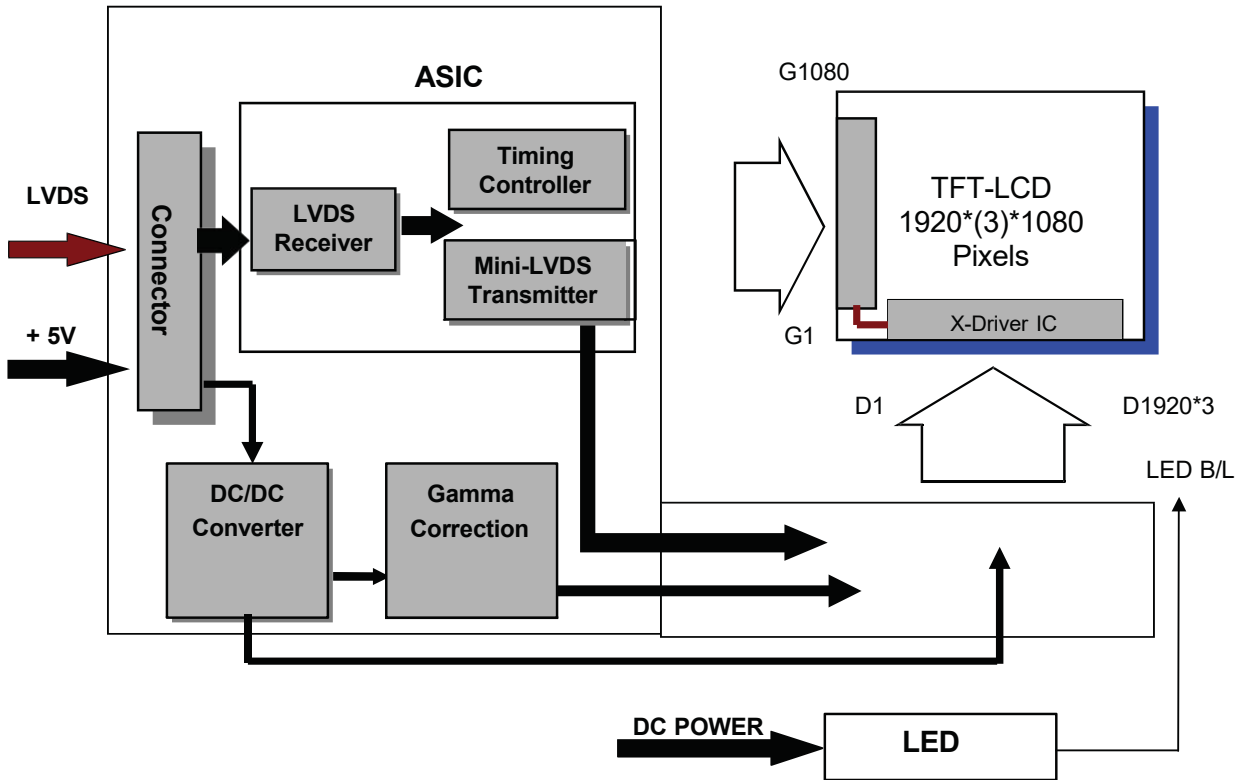 ASIC
LVDS
+ 5V
Connector
LVDS
Receiver
Timing
Controller
Mini-LVDS
Transmitter
DC/DC
Converter
Gamma
Correction
G1080
G1
TFT-LCD
1920*(3)*1080
Pixels
X-Driver IC
D1
D1920*3
LED B/L
DC POWER
LED